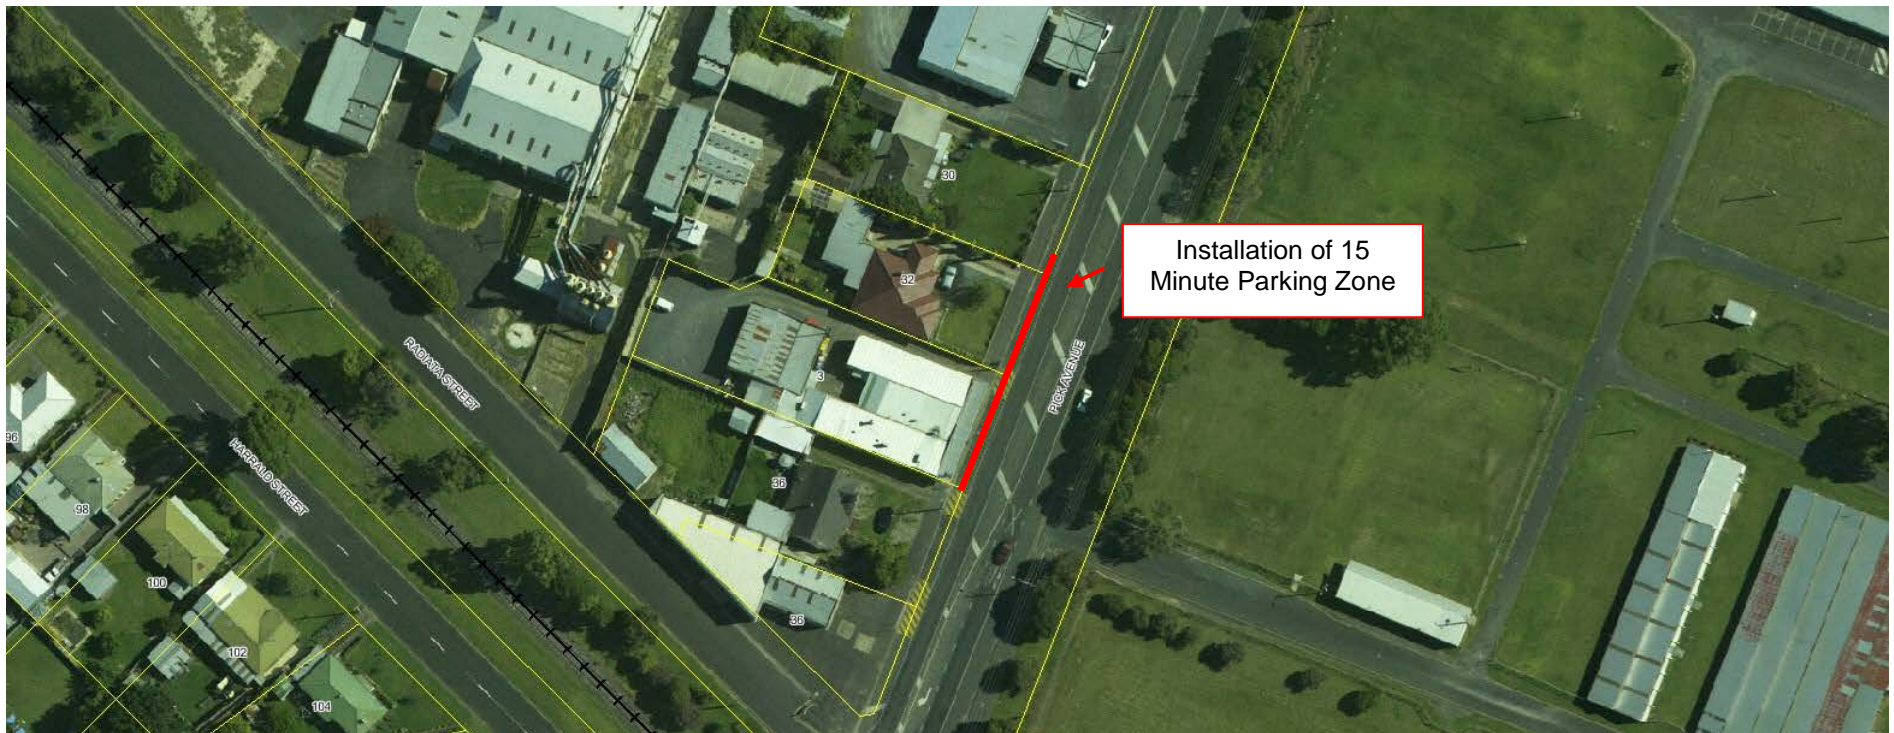 30
Installation of 15
Minute Parking Zone
32
RADIATA STREET
PICK AVENUE
3
96
HARRALD STREET
98
36
100
36
102
104